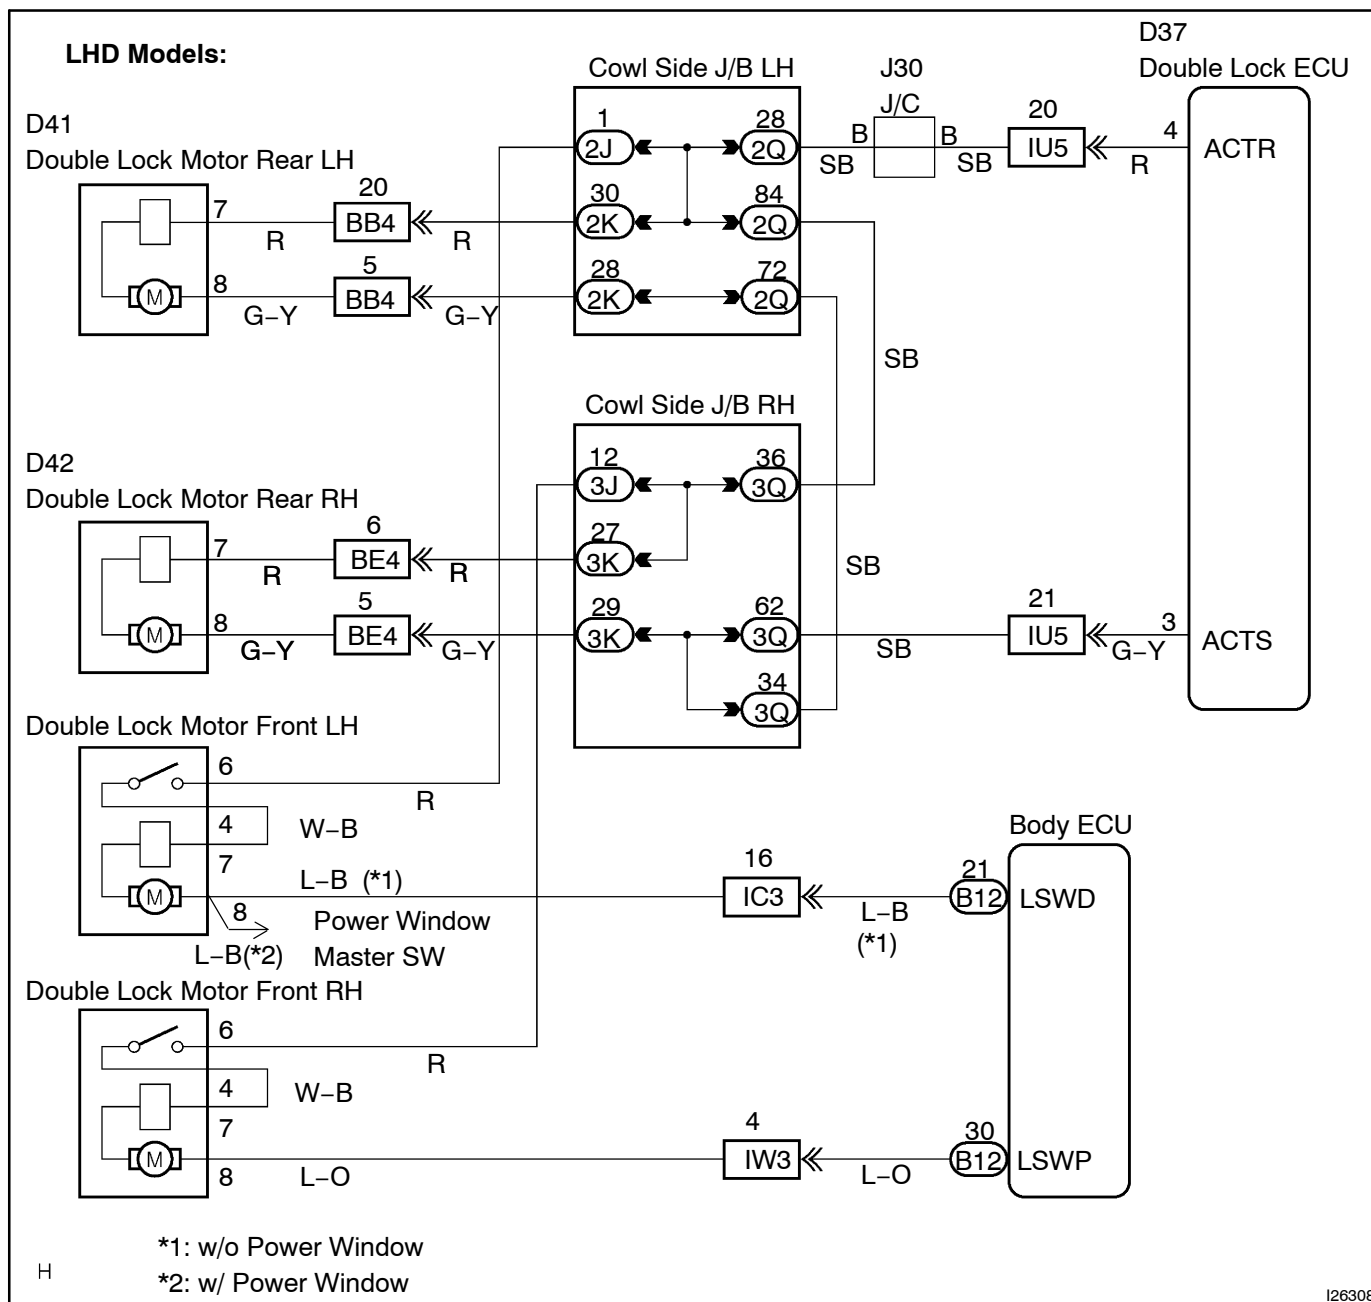 LHD Models:
D37
Double Lock ECU
Cowl Side J/B LH
J30
J/C
D41
Double Lock Motor Rear LH
1
2J
28
2Q
B
B
SB
SB
20
IU5
4
R
ACTR
7
R
20
BB4
R
30
2K
84
2Q
8
G–Y
5
BB4
G–Y
28
2K
72
2Q
SB
Cowl Side J/B RH
D42
Double Lock Motor Rear RH
12
3J
36
3Q
7
R
6
BE4
R
27
3K
SB
M
M
8
G–Y
5
BE4
G–Y
29
3K
62
3Q
SB
21
IU5
3
G–Y
ACTS
34
3Q
Double Lock Motor Front LH
6
R
4
W–B
7
M
L–B (*1)
8
L–B(*2)
Power Window
Master SW
16
IC3
L–B
(*1)
Body ECU
21
B12
LSWD
Double Lock Motor Front RH
6
R
4
W–B
7
M
8
L–O
4
IW3
L–O
30
B12
LSWP
*1: w/o Power Window
*2: w/ Power Window
H
I26308